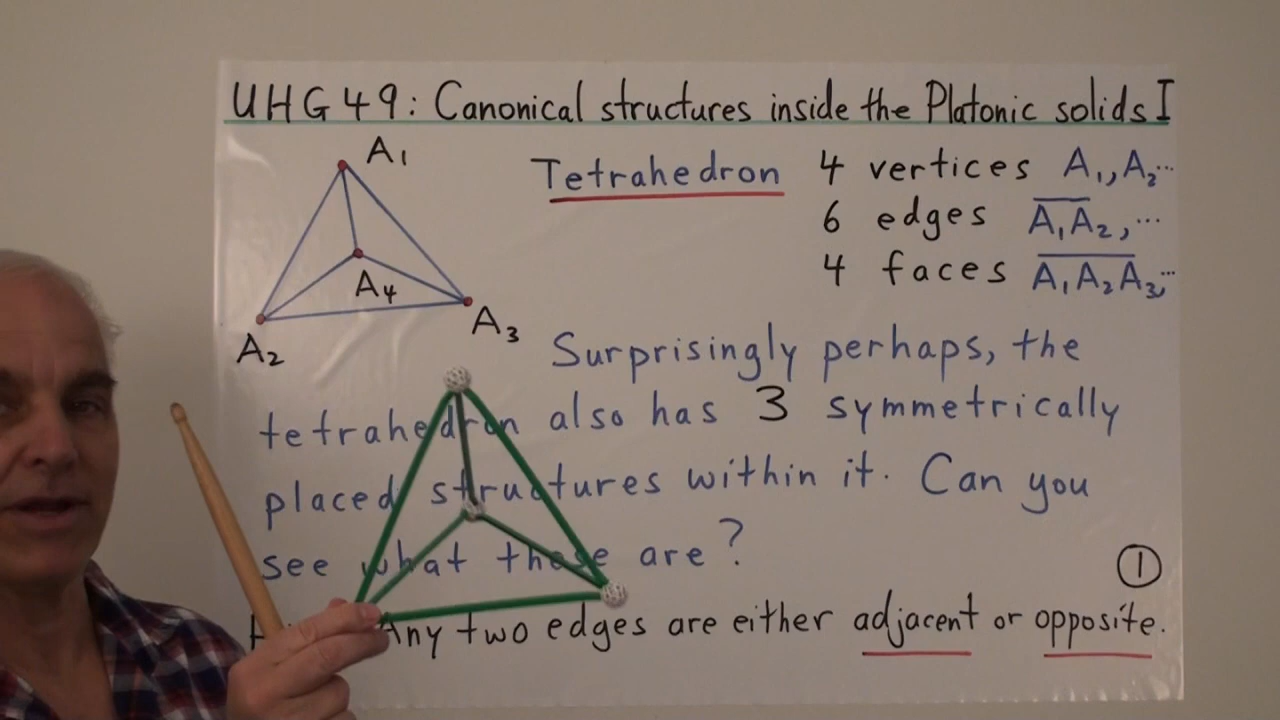 UHG49: Canonical structures inside the Platonic solids I
A₁
A₂
A₃
A₄
Tetrahedron
4 vertices A₁, A₂...
6 edges A₁A₂, ...
4 faces A₁A₂A₃, ...
Surprisingly perhaps, the
tetrahedron also has 3 symmetrically
placed structures within it. Can you
see what these are?
1
Any two edges are either adjacent or opposite.